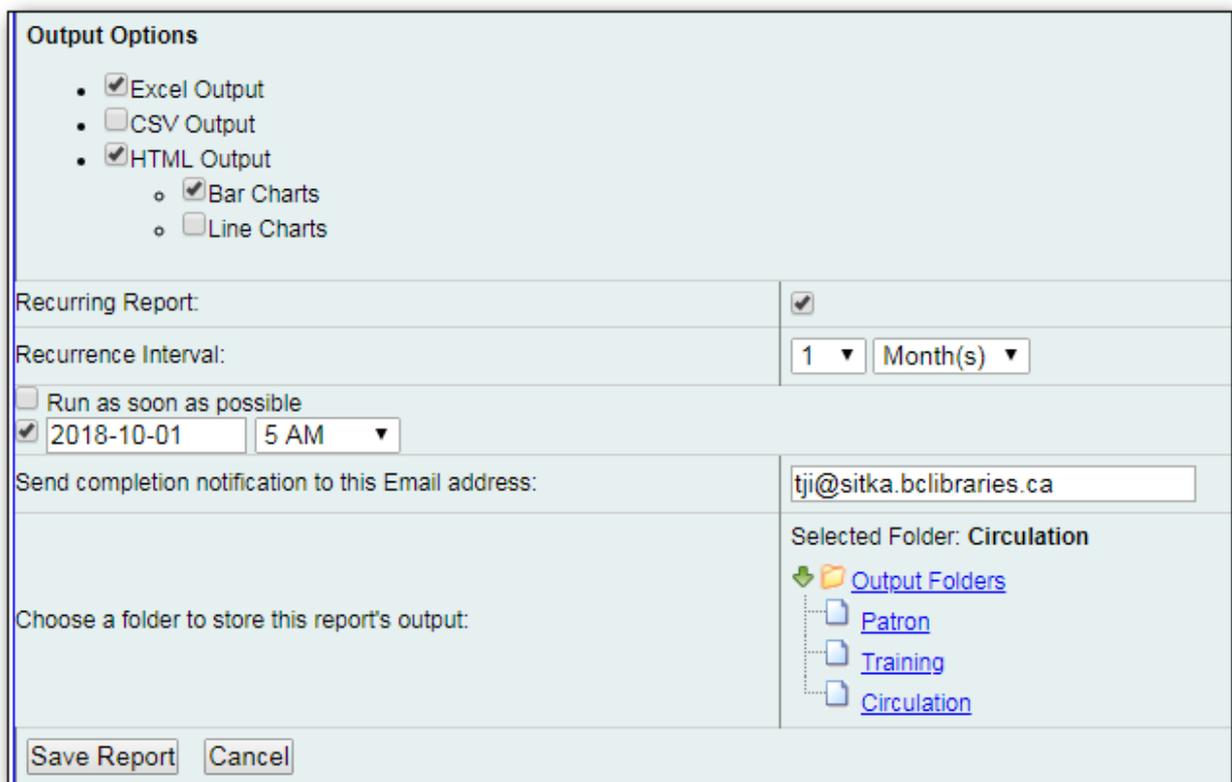 Output Options
Excel Output
CSV Output
HTML Output
Bar Charts
Line Charts
Recurring Report:
Recurrence Interval: 1 Month(s)
Run as soon as possible
2018-10-01 5 AM
Send completion notification to this Email address: tji@sitka.bclibraries.ca
Selected Folder: Circulation
Output Folders
Choose a folder to store this report's output:
Patron
Training
Circulation
Save Report Cancel